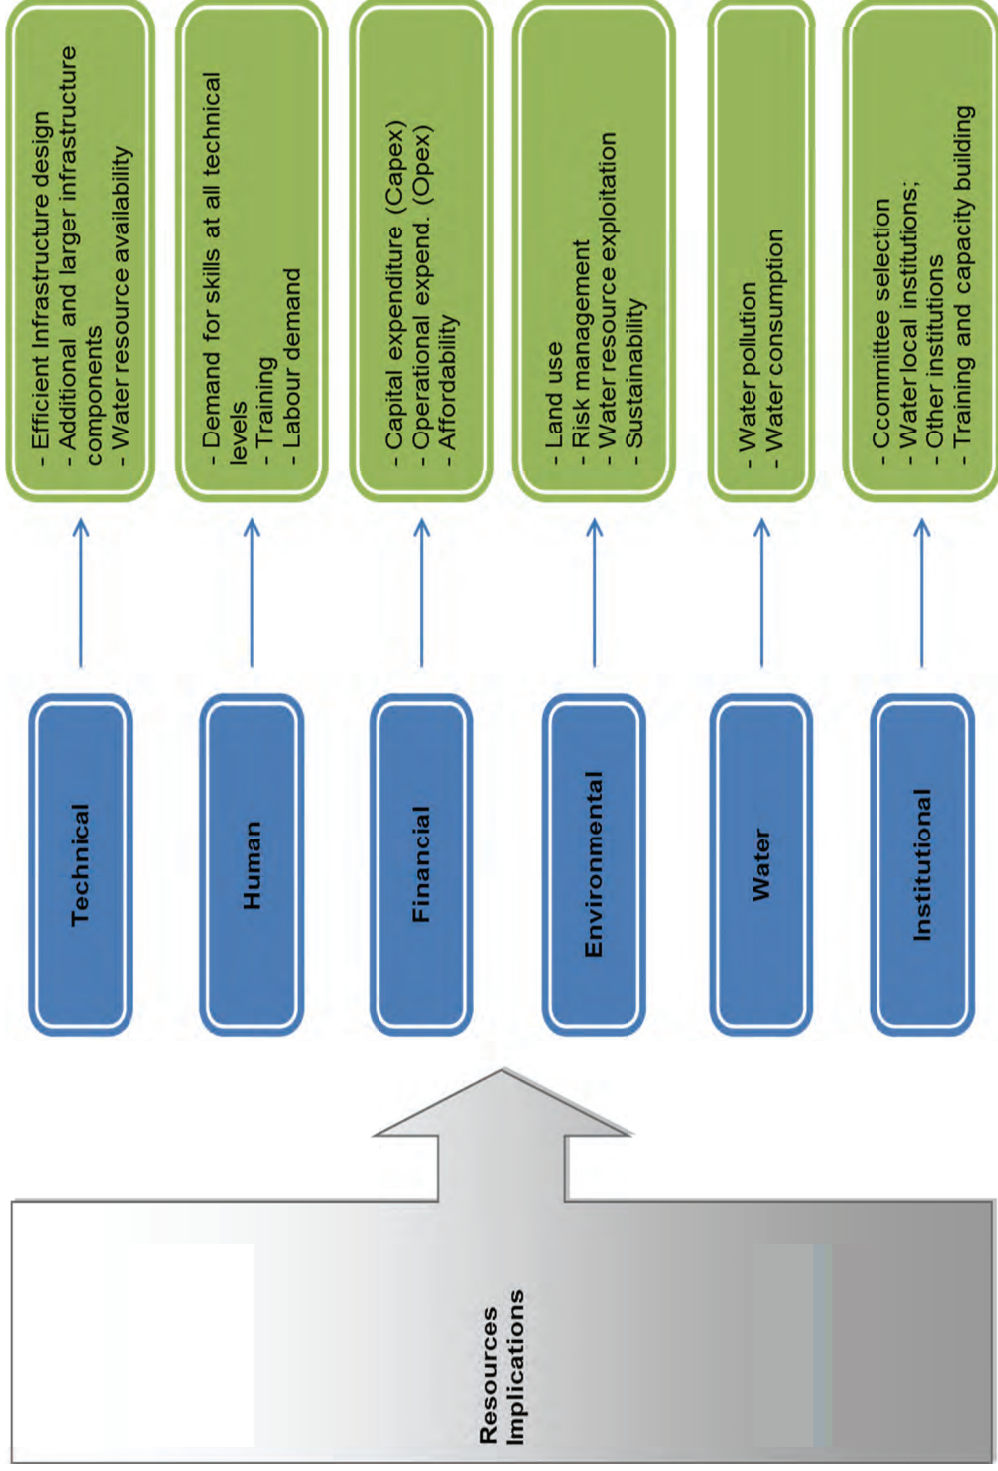 Resources
Implications
Technical
- Efficient Infrastructure design
- Additional and larger infrastructure
components
- Water resource availability
Human
- Demand for skills at all technical
levels
- Training
- Labour demand
Financial
- Capital expenditure (Capex)
- Operational expend. (Opex)
- Affordability
Environmental
- Land use
- Risk management
- Water resource exploitation
- Sustainability
Water
- Water pollution
- Water consumption
Institutional
- Ccommittee selection
- Water local institutions;
Other institutions
- Training and capacity building